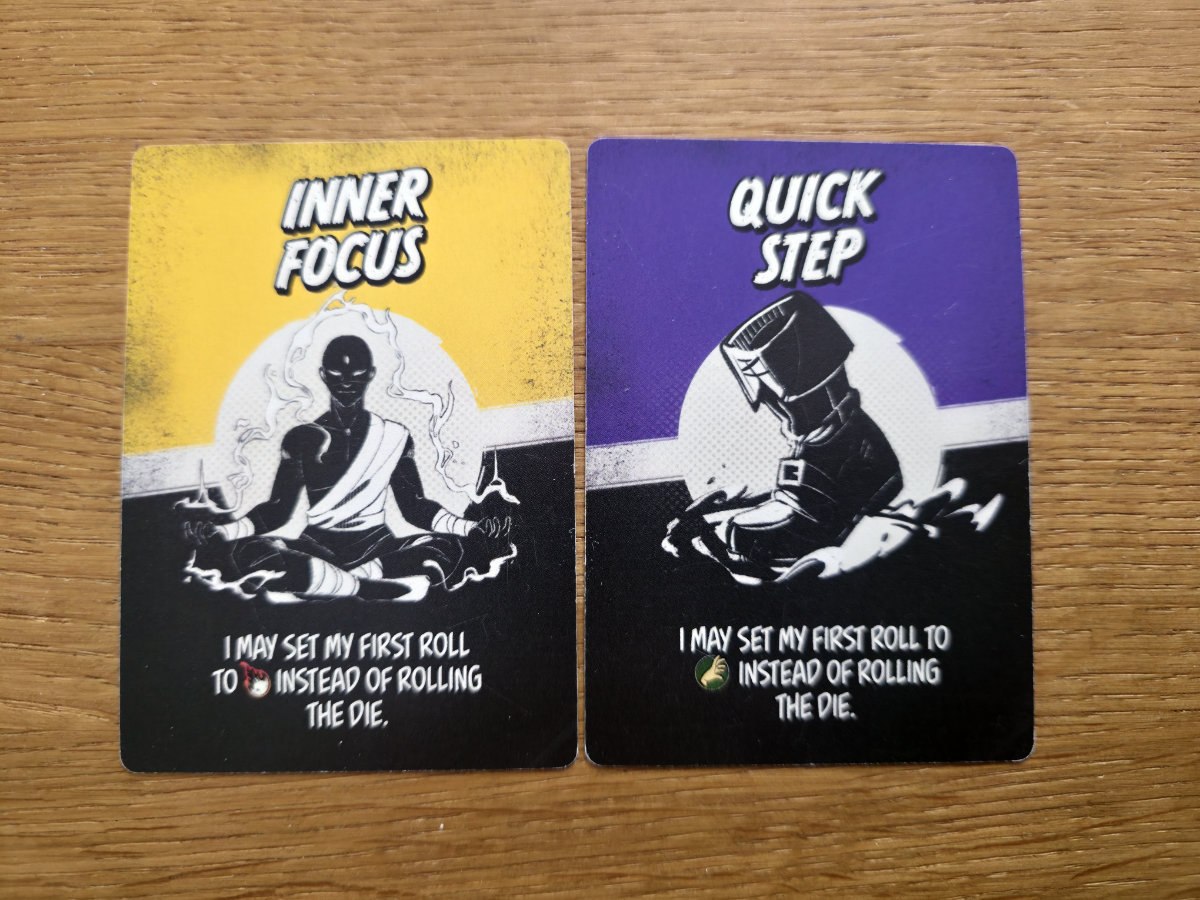 INNER
FOCUS
I MAY SET MY FIRST ROLL
TO INSTEAD OF ROLLING
THE DIE.
QUICK
STEP
I MAY SET MY FIRST ROLL TO
INSTEAD OF ROLLING
THE DIE.